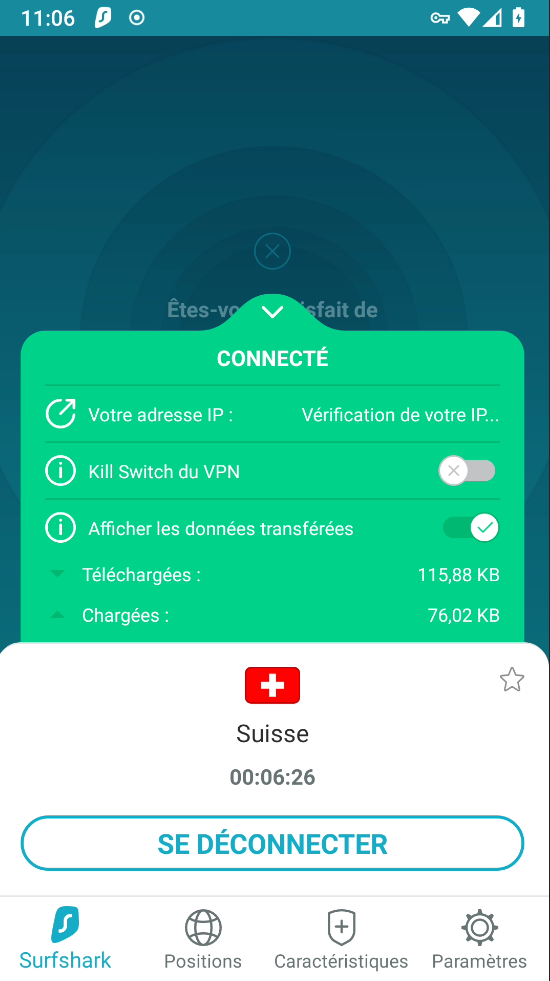 11:06
Êtes-vo isfait de
CONNECTÉ
Votre adresse IP : Vérification de votre IP...
Kill Switch du VPN
Afficher les données transférées
Téléchargées : 115,88 KB
Chargées : 76,02 KB
Suisse
00:06:26
SE DÉCONNECTER
Surfshark Positions Caractéristiques Paramètres